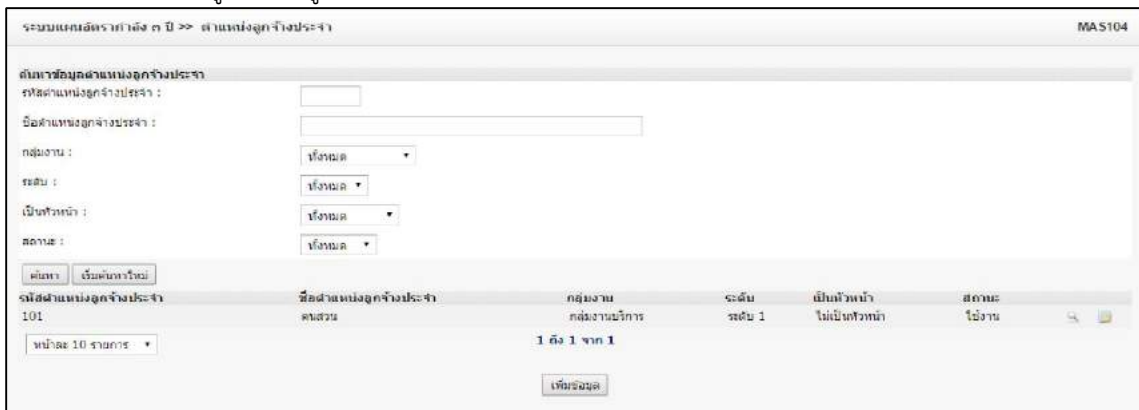 ระบบแผนอัตรากำลัง ๓ ปี >> ตำแหน่งลูกจ้างประจำ MAS104
ค้นหาข้อมูลตำแหน่งลูกจ้างประจำ
รหัสตำแหน่งลูกจ้างประจำ :
ชื่อตำแหน่งลูกจ้างประจำ :
กลุ่มงาน : ทั้งหมด
ระดับ : ทั้งหมด
เป็นหัวหน้า : ทั้งหมด
สถานะ : ทั้งหมด
ค้นหา เริ่มค้นหาใหม่
รหัสตำแหน่งลูกจ้างประจำ ชื่อตำแหน่งลูกจ้างประจำ กลุ่มงาน ระดับ เป็นหัวหน้า สถานะ
101 คนสวน กลุ่มงานบริการ ระดับ 1 ไม่เป็นหัวหน้า ใช้งาน
หน้าละ 10 รายการ 1 ถึง 1 จาก 1
เพิ่มข้อมูล